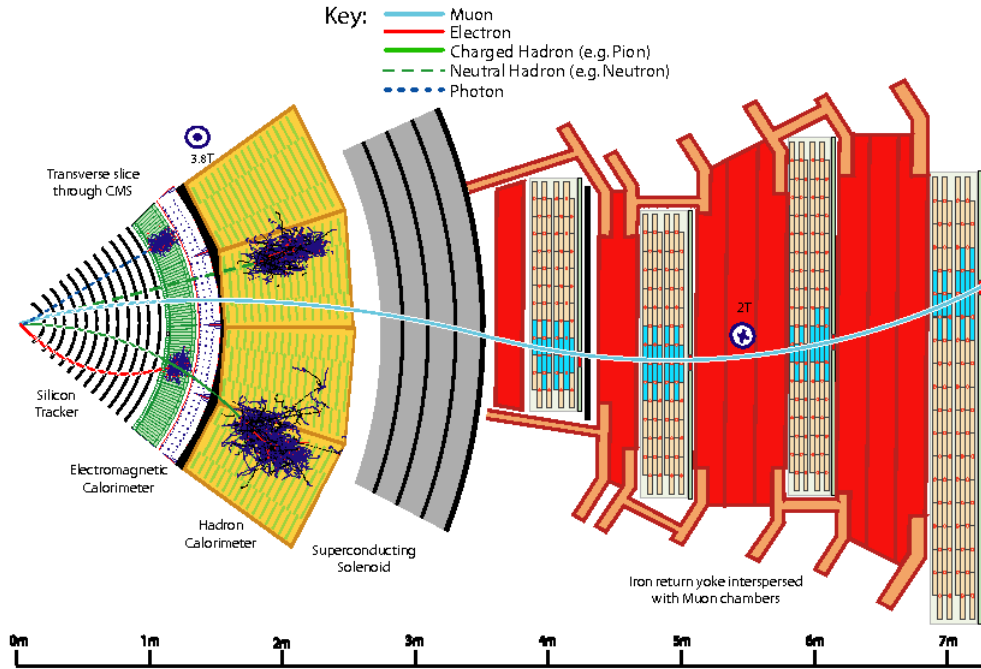 Key:
Muon
Electron
Charged Hadron (e.g. Pion)
Neutral Hadron (e.g. Neutron)
Photon
3.8T
Transverse slice
through CMS
2T
Silicon
Tracker
Electromagnetic
Calorimeter
Hadron
Calorimeter
Superconducting
Solenoid
Iron return yoke interspersed
with Muon chambers
0m 1m 2m 3m 4m 5m 6m 7m